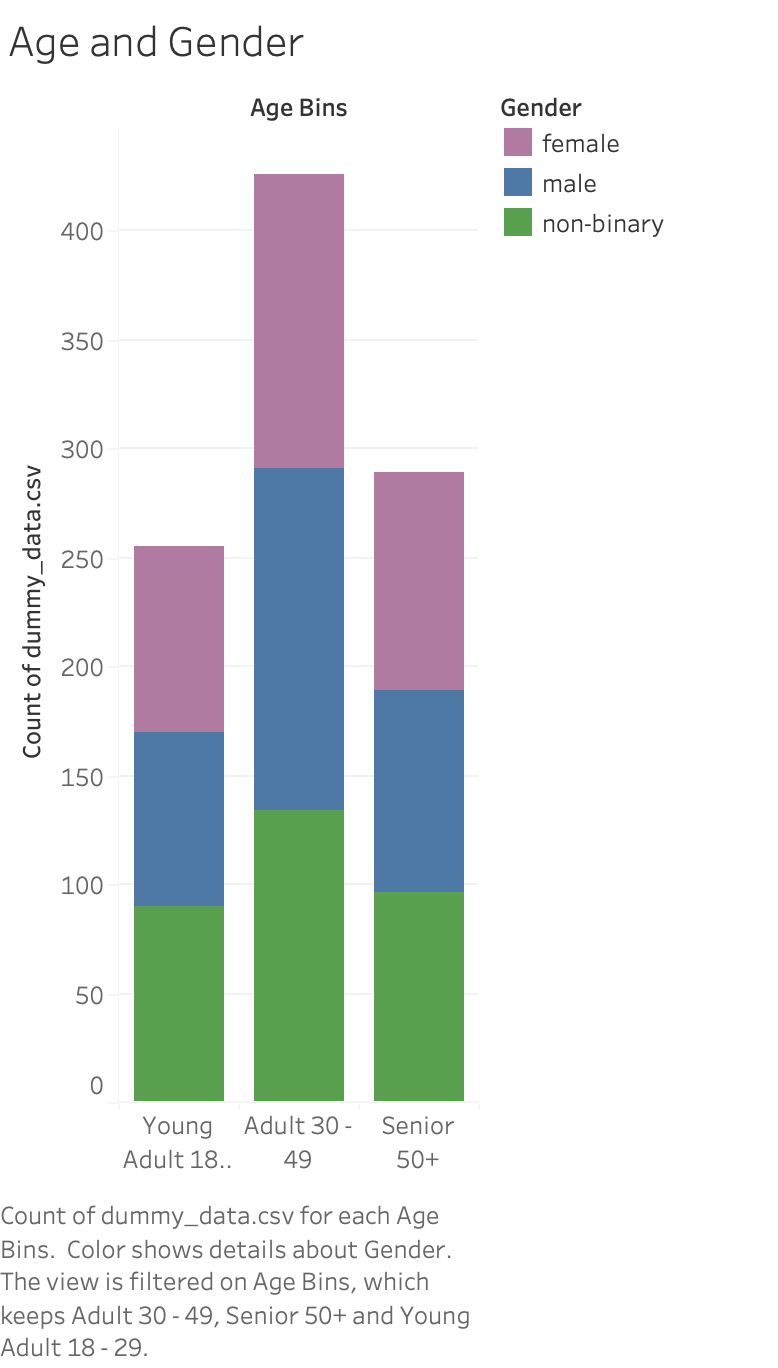 Age and Gender
Age Bins
Gender
female
male
non-binary
400
350
300
250
200
150
100
50
0
Count of dummy_data.csv
Young
Adult 18..
Adult 30 -
49
Senior
50+
Count of dummy_data.csv for each Age
Bins.  Color shows details about Gender.
The view is filtered on Age Bins, which
keeps Adult 30 - 49, Senior 50+ and Young
Adult 18 - 29.